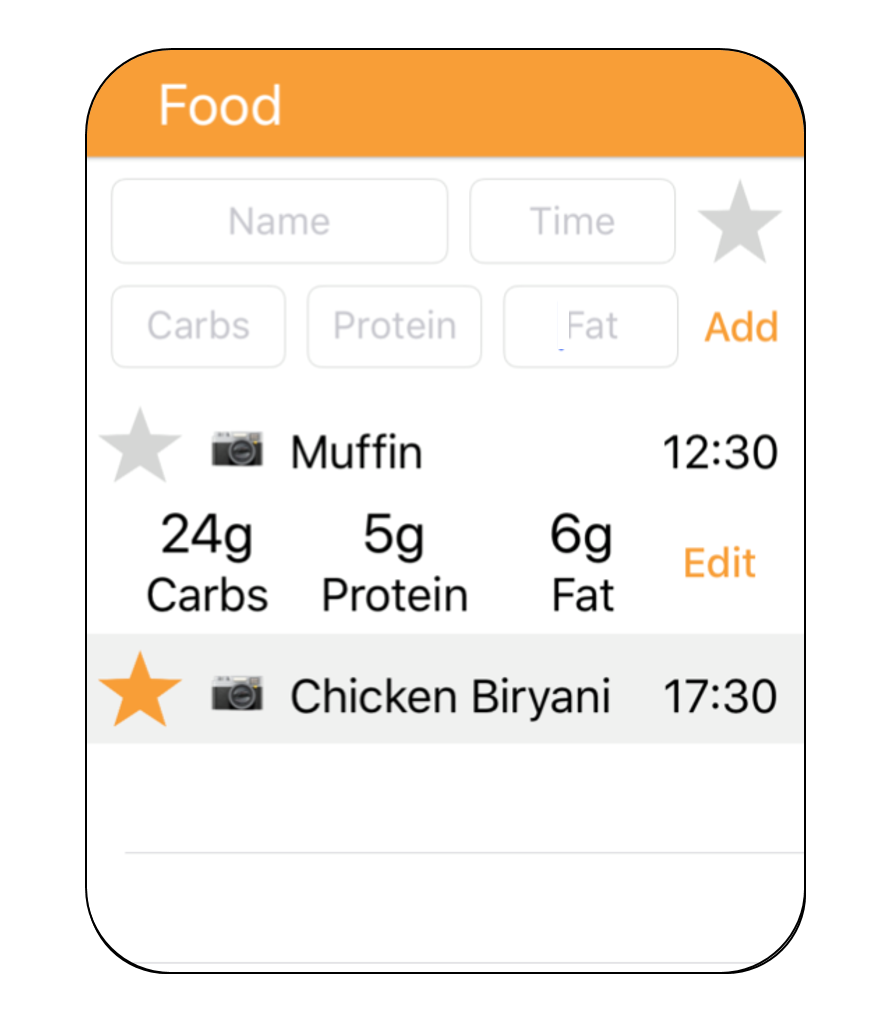 Food
Name Time
Carbs Protein Fat Add
Muffin 12:30
24g 5g 6g
Carbs Protein Fat Edit
Chicken Biryani 17:30